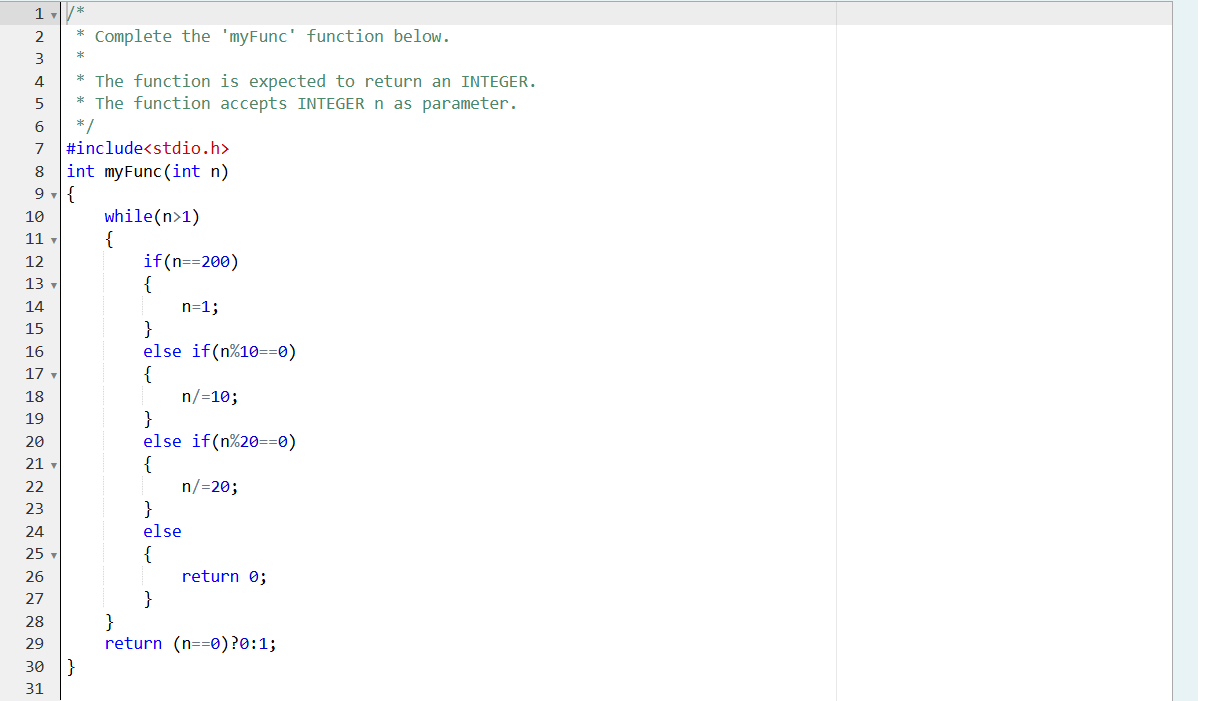 1 /*
2  * Complete the 'myFunc' function below.
3  *
4  * The function is expected to return an INTEGER.
5  * The function accepts INTEGER n as parameter.
6  */
7 #include<stdio.h>
8 int myFunc(int n)
9 {
10     while(n>1)
11     {
12         if(n==200)
13         {
14             n=1;
15         }
16         else if(n%10==0)
17         {
18             n/=10;
19         }
20         else if(n%20==0)
21         {
22             n/=20;
23         }
24         else
25         {
26             return 0;
27         }
28     }
29     return (n==0)?0:1;
30 }
31